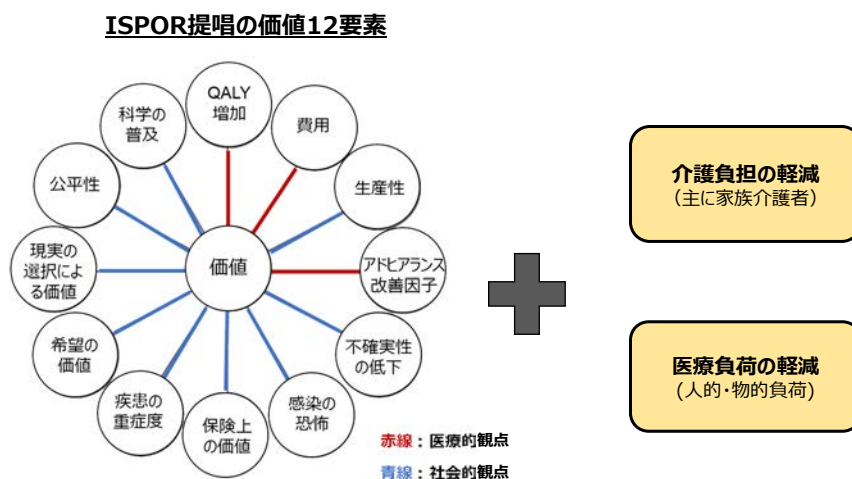 ISPOR提唱の価値12要素
QALY
増加
費用
生産性
アドヒアランス
改善因子
不確実性
の低下
感染の
恐怖
保険上
の価値
疾患の
重症度
希望の
価値
現実の
選択によ
る価値
公平性
科学の
普及
価値
赤線：医療的観点
青線：社会的観点
介護負担の軽減
（主に家族介護者）
医療負荷の軽減
(人的・物的負荷)